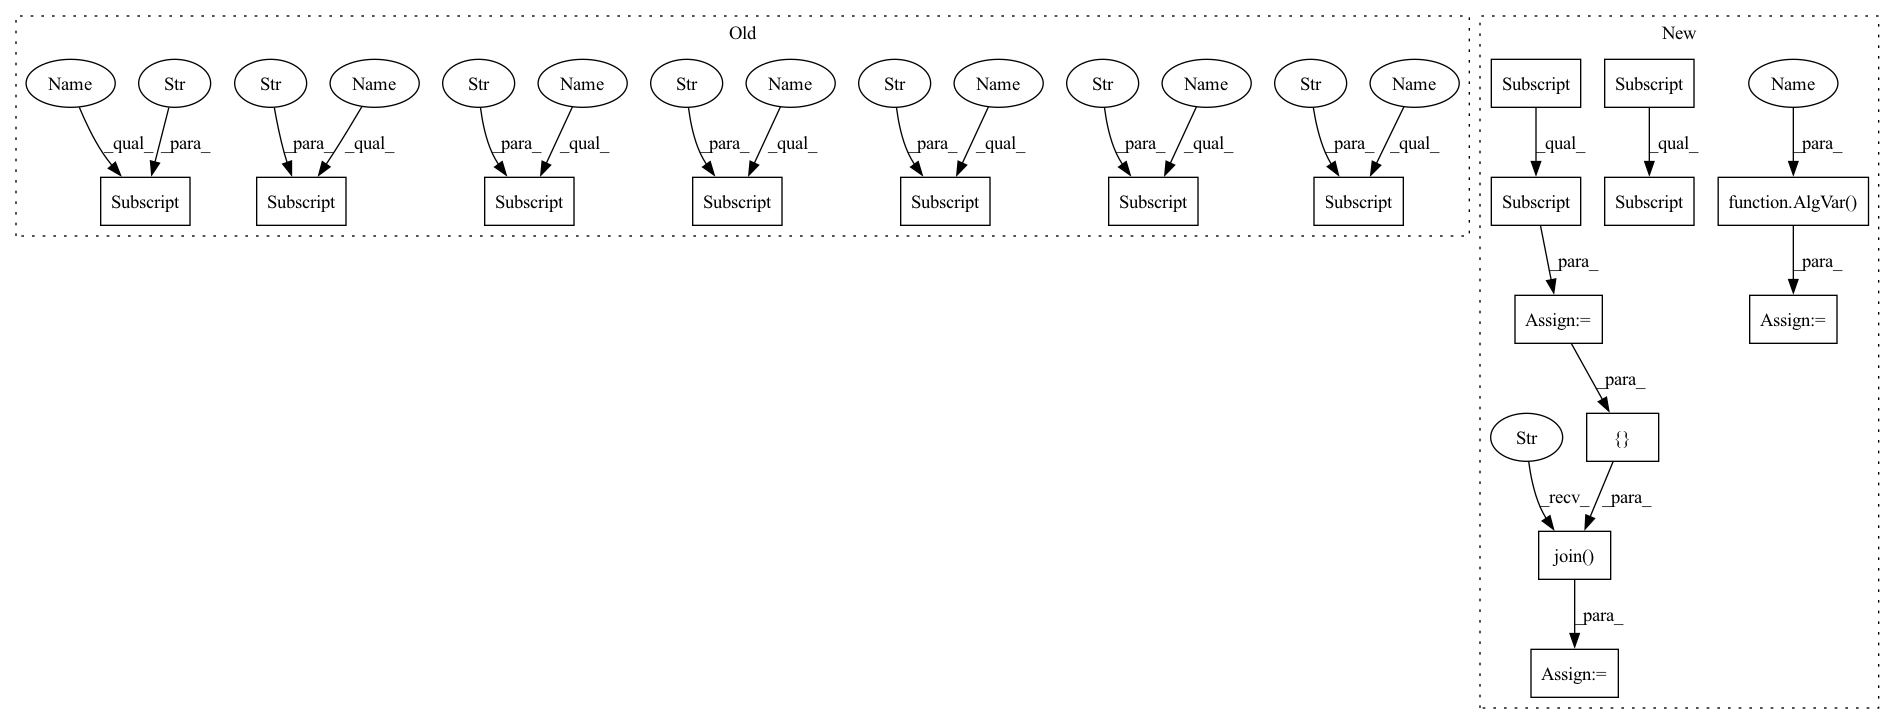 Old
New
Name Str Str Name Str Name Str Name Str Name Str Name Str Name Subscript Subscript Name
_qual_ _para_ _para_ _qual_ _para_ _qual_ _para_ _qual_ _para_ _qual_ _para_ _qual_ _para_ _qual_ _qual_ _qual_ _para_
Subscript Subscript Subscript Subscript Subscript Subscript Subscript Subscript Subscript function.AlgVar()
_para_ _para_
Assign:= Assign:=
_para_
Str {}
_recv_ _para_
join()
_para_
Assign:=